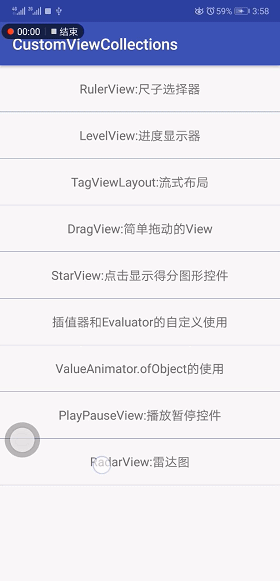 59% 3:58
00:00 结束
CustomViewCollections
RulerView:尺子选择器
LevelView:进度显示器
TagViewLayout:流式布局
DragView:简单拖动的View
StarView:点击显示得分图形控件
插值器和Evaluator的自定义使用
ValueAnimator.ofObject的使用
PlayPauseView:播放暂停控件
RadarView:雷达图